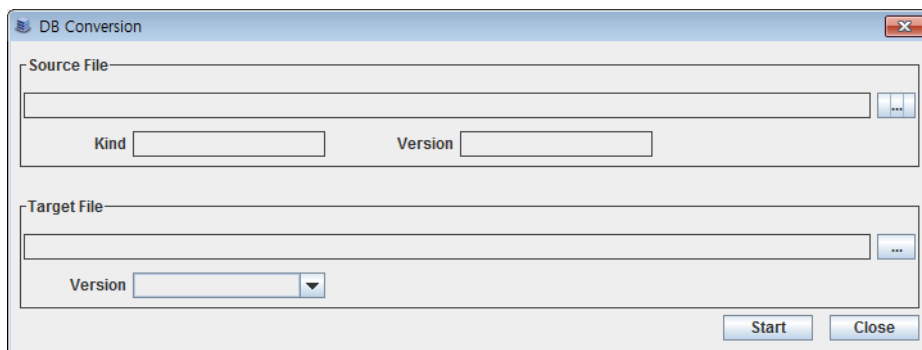 DB Conversion
Source File
...
Kind Version
Target File
...
Version
Start Close